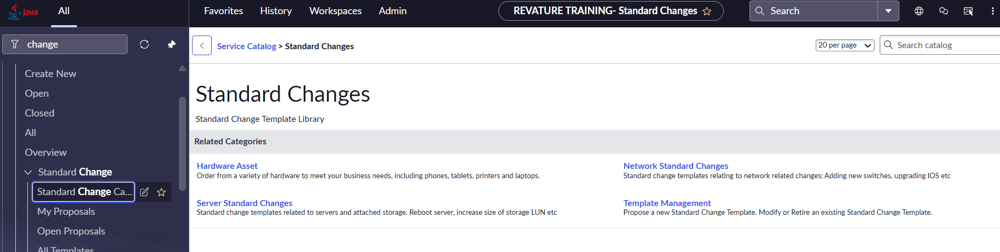 Java
All
Favorites
History
Workspaces
Admin
REVATURE TRAINING- Standard Changes
Search
change
Create New
Open
Closed
All
Overview
Standard Change
Standard Change Ca...
My Proposals
Open Proposals
All Templates
Service Catalog > Standard Changes
20 per page
Search catalog
Standard Changes
Standard Change Template Library
Related Categories
Hardware Asset
Order from a variety of hardware to meet your business needs, including phones, tablets, printers and laptops.
Network Standard Changes
Standard change templates relating to network related changes: Adding new switches, upgrading IOS etc
Server Standard Changes
Standard change templates related to servers and attached storage. Reboot server, increase size of storage LUN etc
Template Management
Propose a new Standard Change Template. Modify or Retire an existing Standard Change Template.